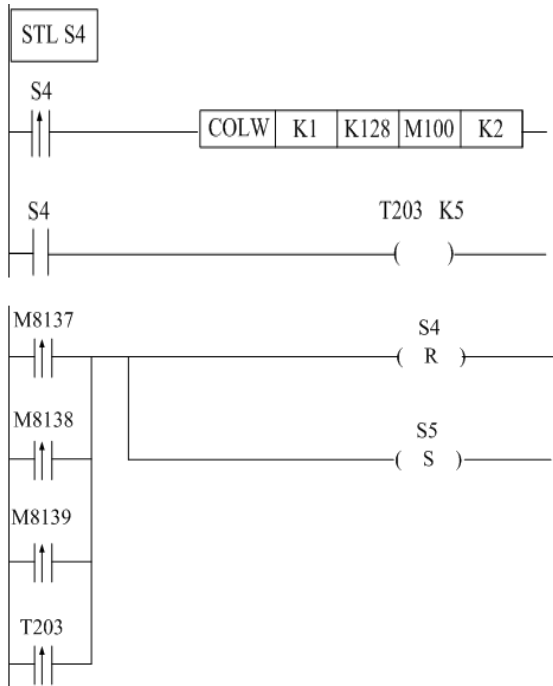 STL S4
S4
COLW K1 K128 M100 K2
S4
T203 K5
( )
M8137
S4
( R )
M8138
S5
( S )
M8139
T203